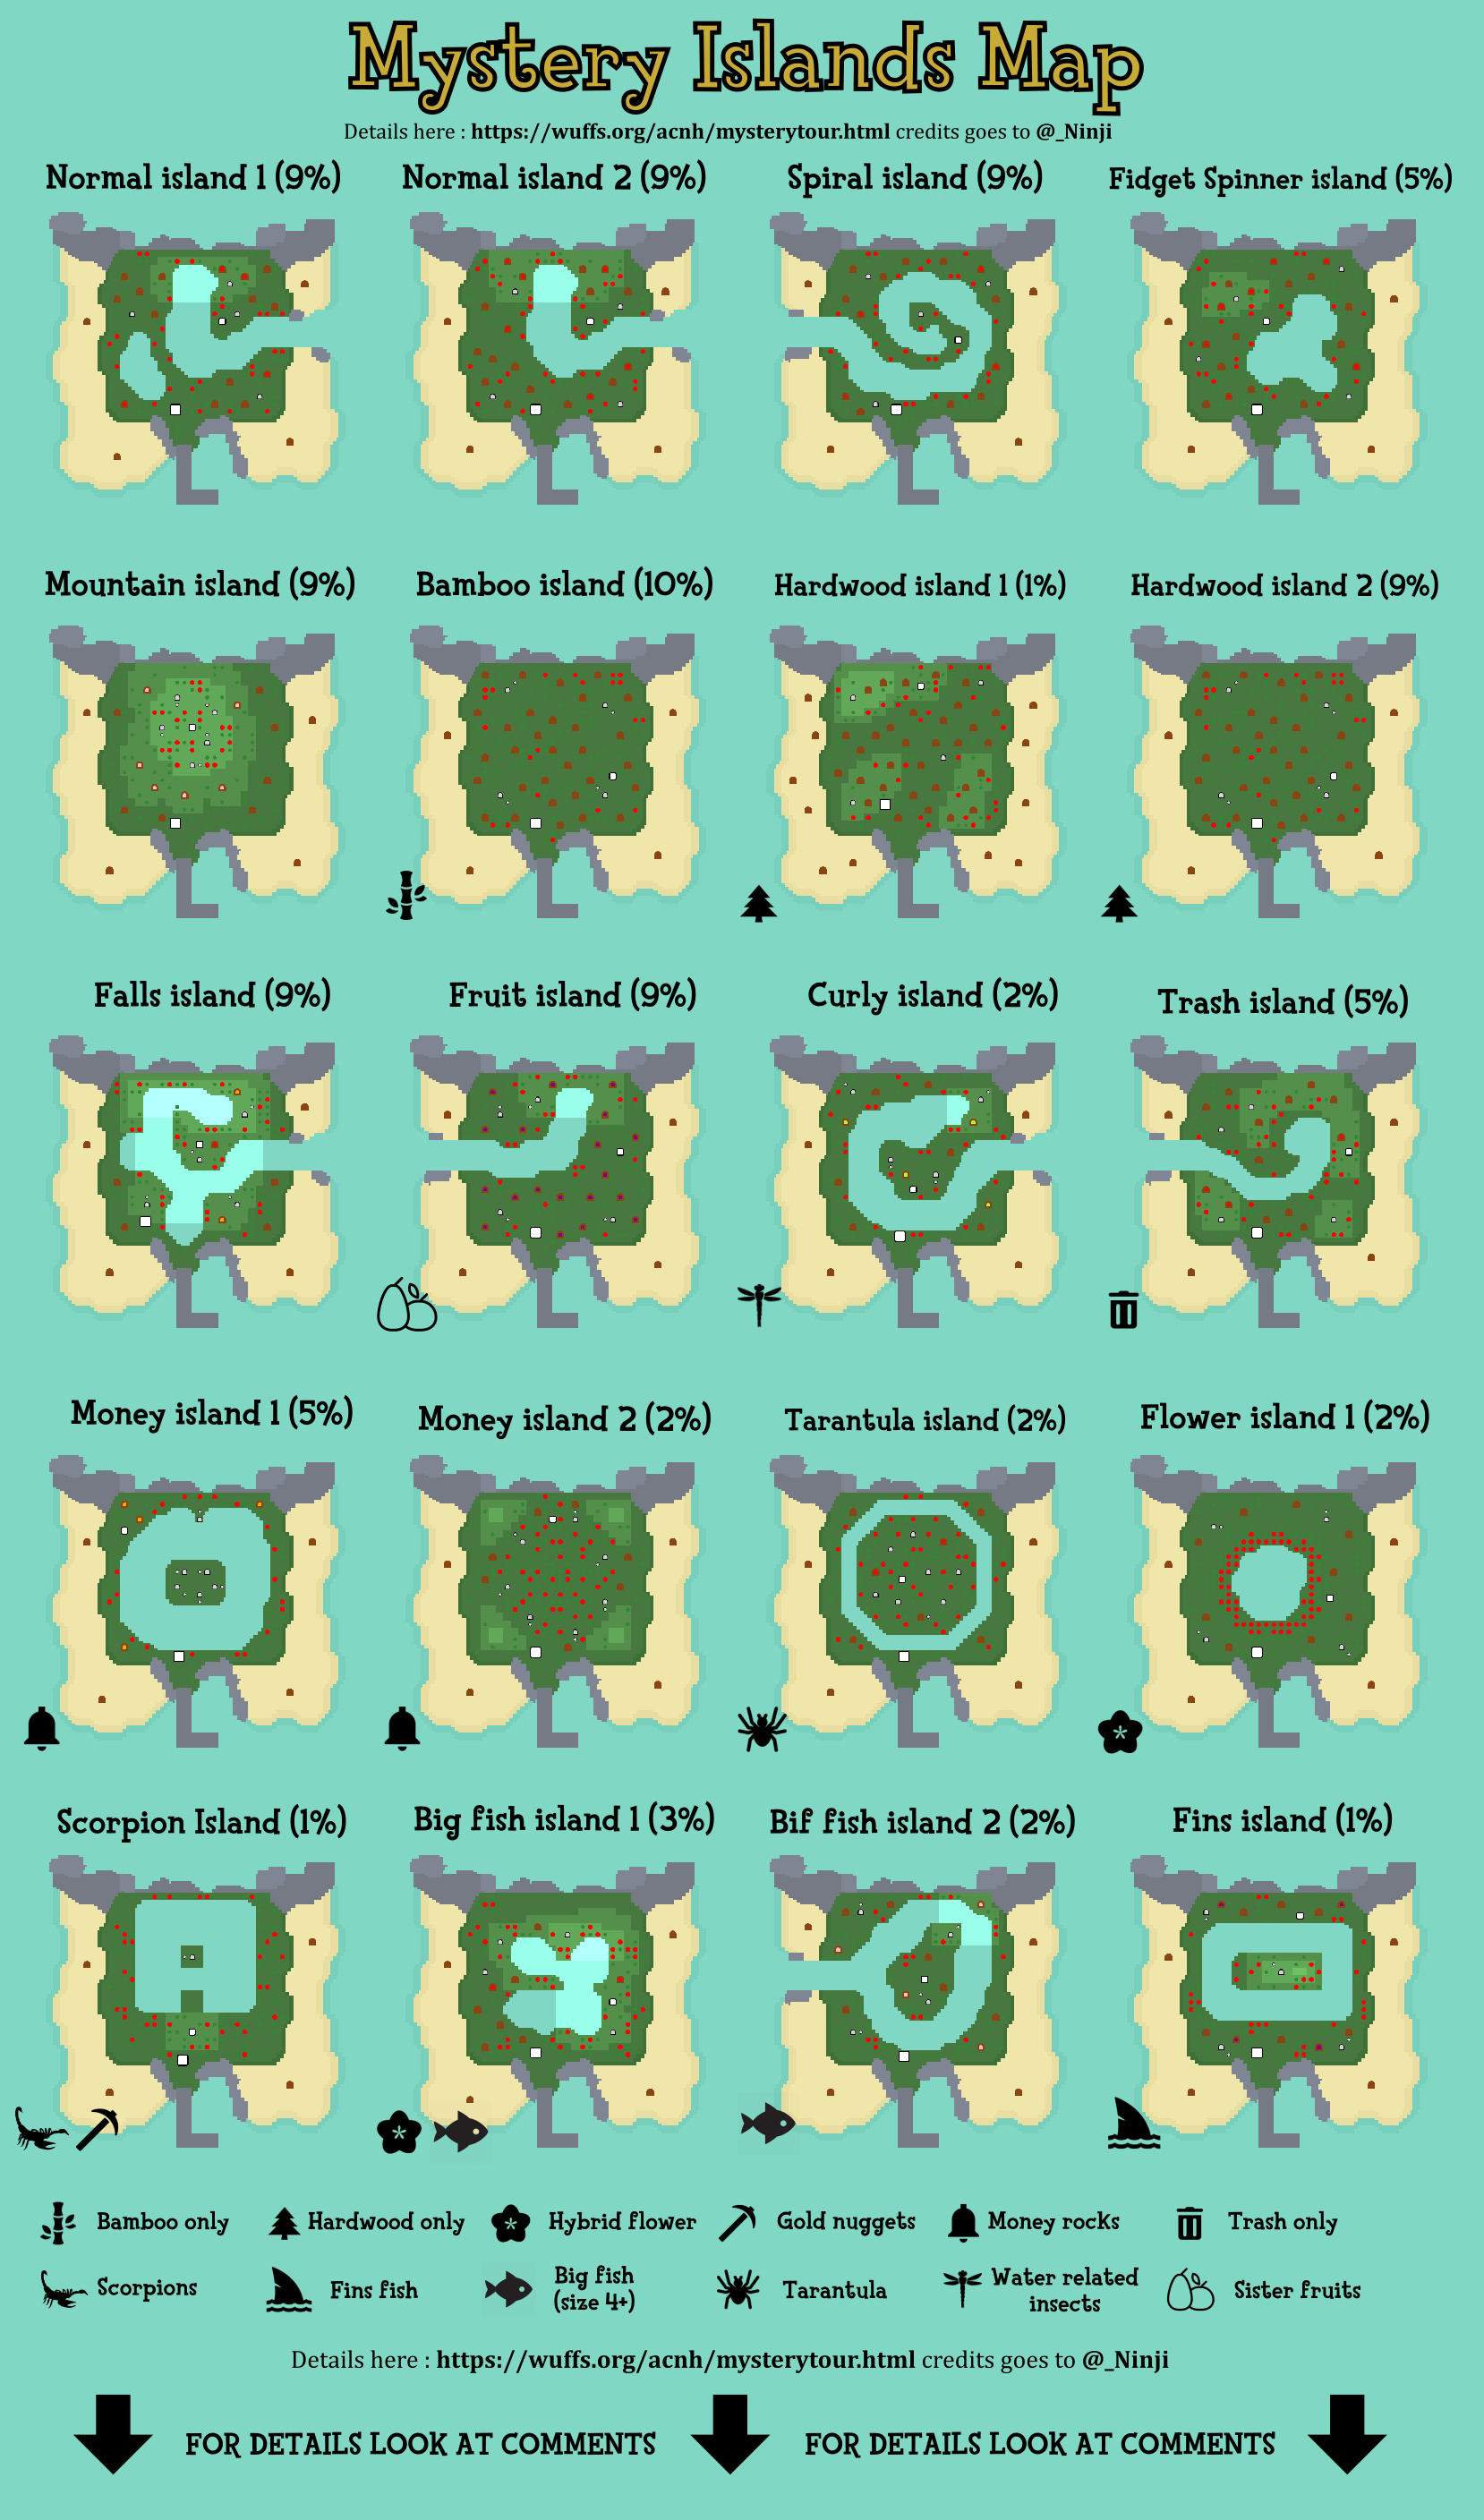 Mystery Islands Map
Details here : https://wuffs.org/acnh/mysterytour.html credits goes to @_Ninji
Normal island 1 (9%)
Normal island 2 (9%)
Spiral island (9%)
Fidget Spinner island (5%)
Mountain island (9%)
Bamboo island (10%)
Hardwood island 1 (1%)
Hardwood island 2 (9%)
Falls island (9%)
Fruit island (9%)
Curly island (2%)
Trash island (5%)
Money island 1 (5%)
Money island 2 (2%)
Tarantula island (2%)
Flower island 1 (2%)
Scorpion Island (1%)
Big fish island 1 (3%)
Bif fish island 2 (2%)
Fins island (1%)
Bamboo only
Hardwood only
Hybrid flower
Gold nuggets
Money rocks
Trash only
Scorpions
Fins fish
Big fish
(size 4+)
Tarantula
Water related
insects
Sister fruits
Details here : https://wuffs.org/acnh/mysterytour.html credits goes to @_Ninji
FOR DETAILS LOOK AT COMMENTS
FOR DETAILS LOOK AT COMMENTS